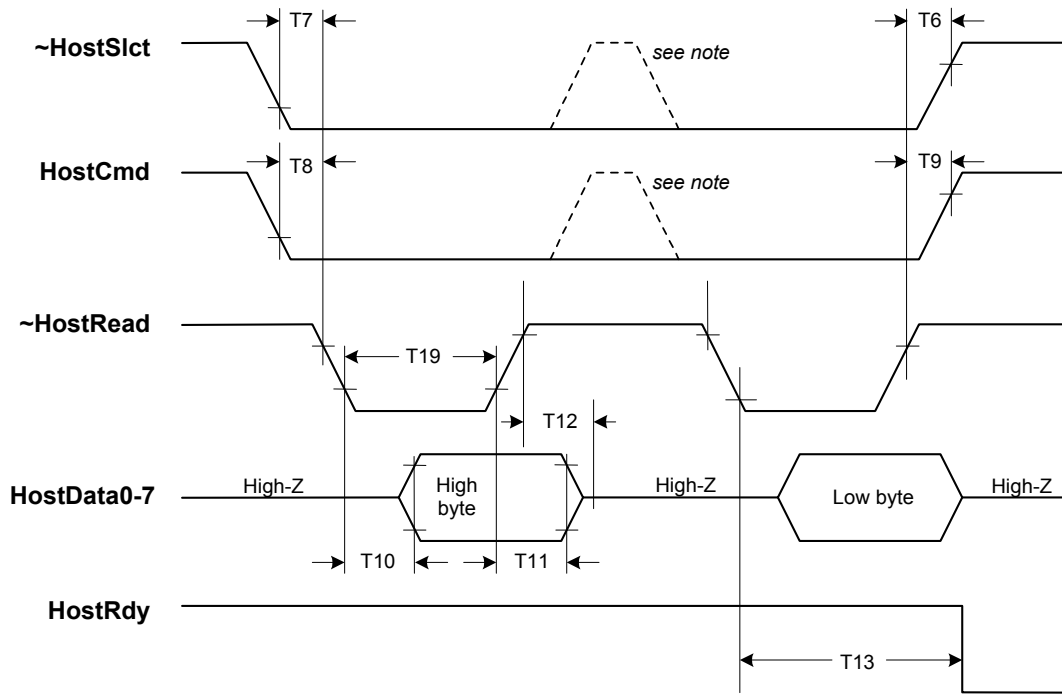 T7
T6
~HostSlct
see note
HostCmd
T8
T9
see note
~HostRead
T19
T12
HostData0-7
High-Z
High
byte
High-Z
Low byte
High-Z
T10
T11
HostRdy
T13